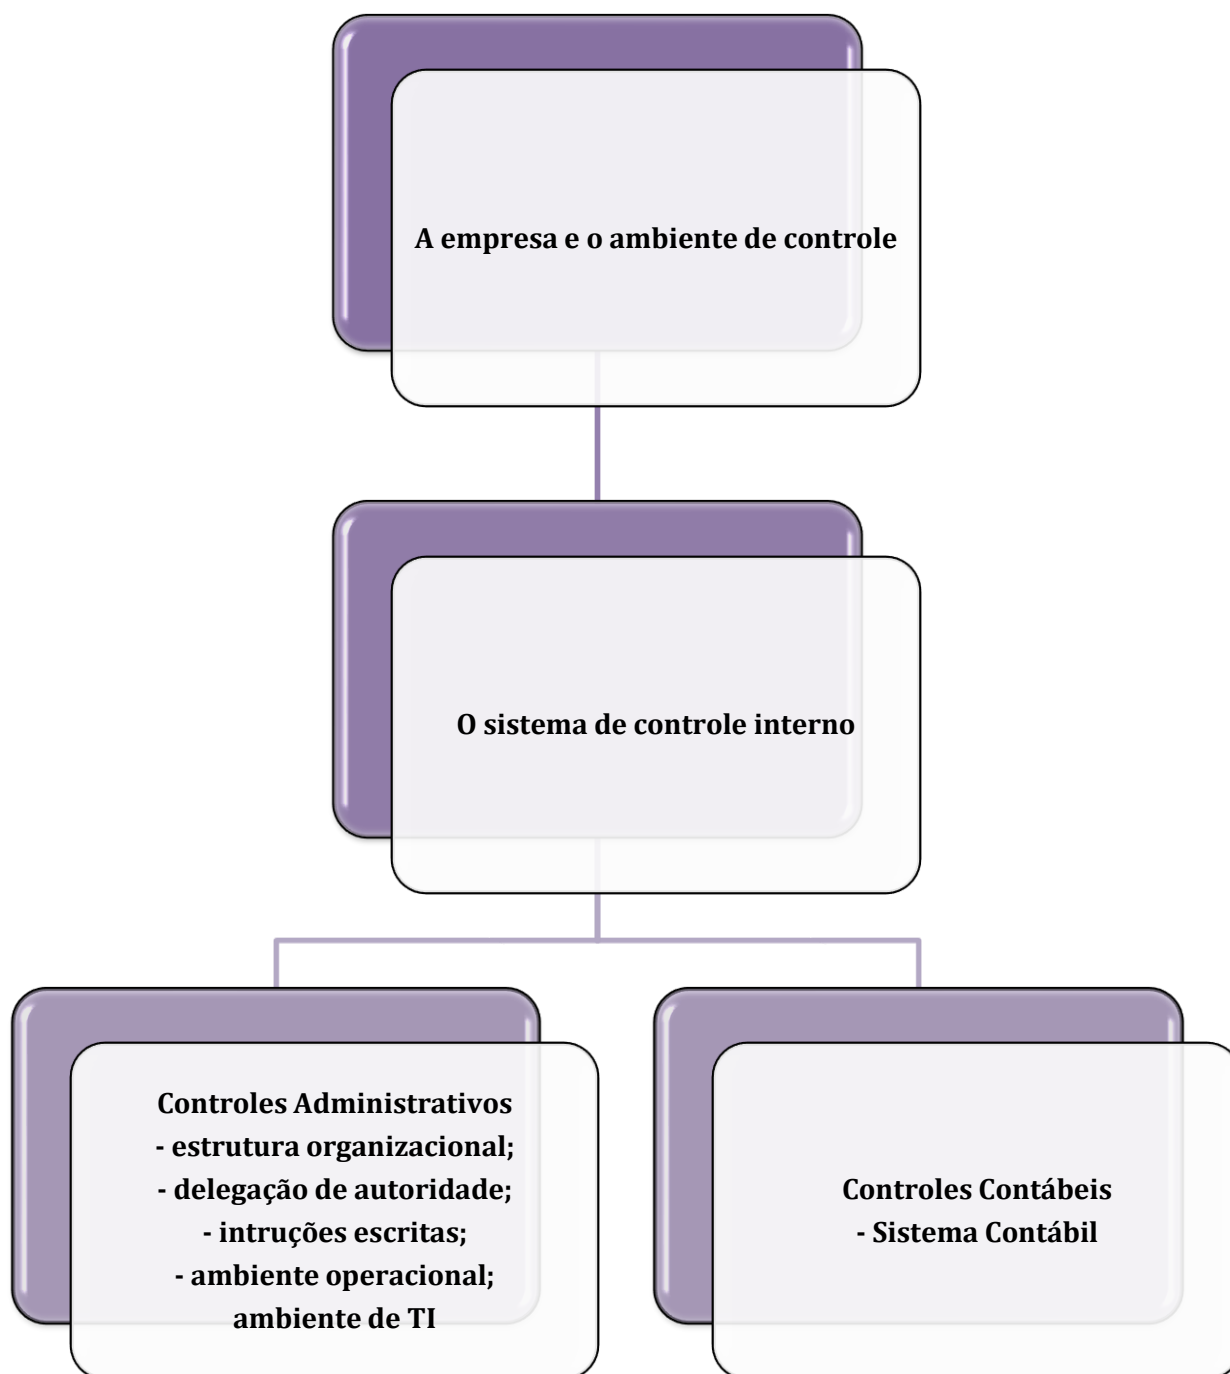 A empresa e o ambiente de controle
O sistema de controle interno
Controles Administrativos
- estrutura organizacional;
- delegação de autoridade;
- intruções escritas;
- ambiente operacional;
ambiente de TI
Controles Contábeis
- Sistema Contábil